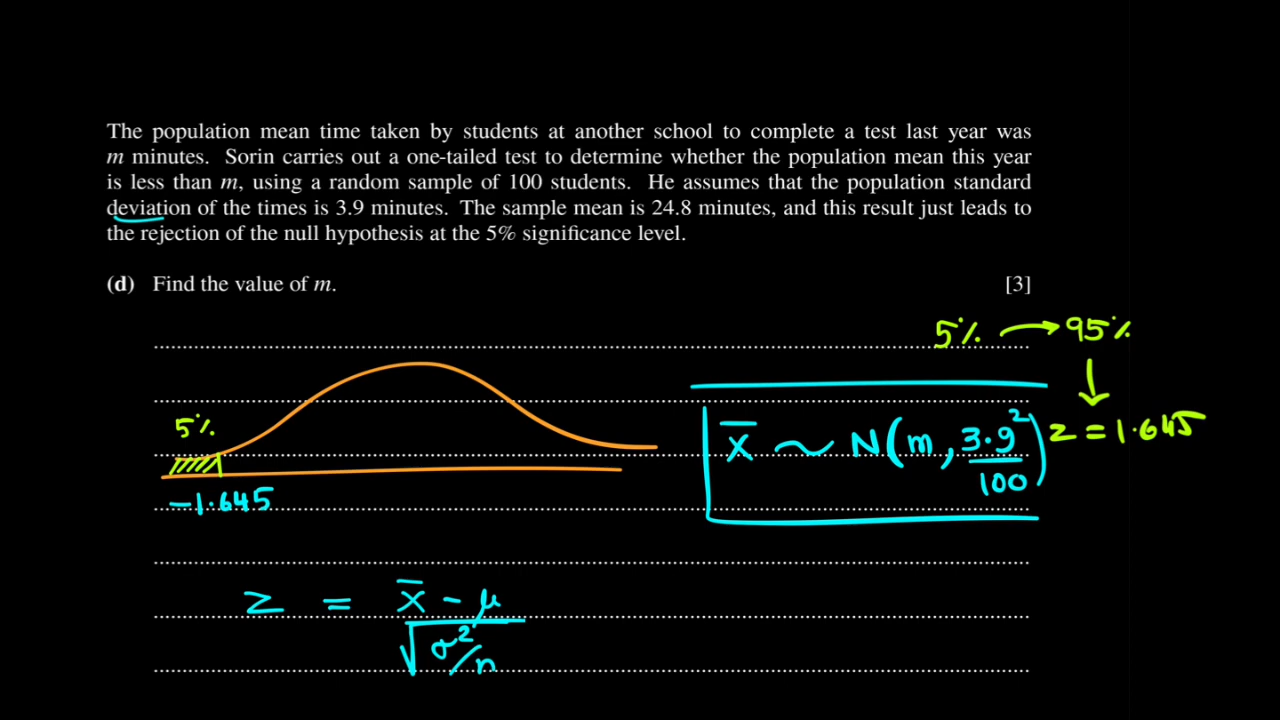 The population mean time taken by students at another school to complete a test last year was
m minutes. Sorin carries out a one-tailed test to determine whether the population mean this year
is less than m, using a random sample of 100 students. He assumes that the population standard
deviation of the times is 3.9 minutes. The sample mean is 24.8 minutes, and this result just leads to
the rejection of the null hypothesis at the 5% significance level.
(d) Find the value of m. [3]
5% → 95%
↓
5%
X̅ ~ N(m, 3.9²/100) z = 1.645
-1.645
z = (x̅ - μ)/√(σ²/n)